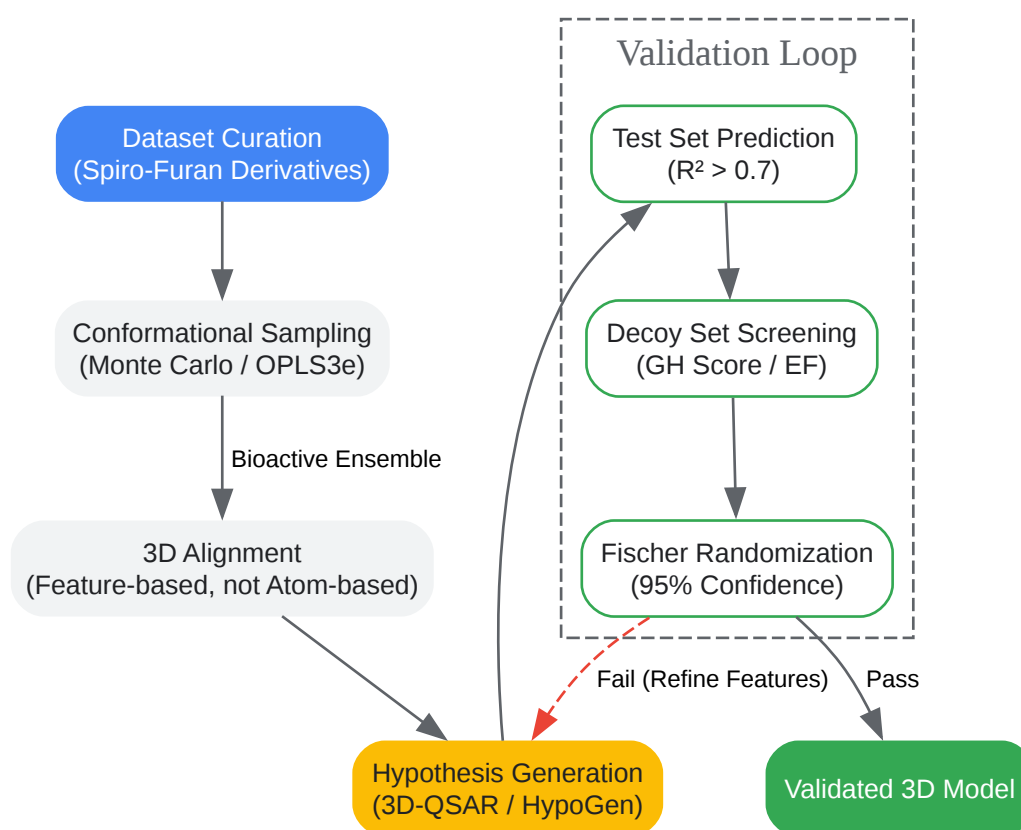 Validation Loop
Dataset Curation
(Spiro-Furan Derivatives)
Test Set Prediction
(R² > 0.7)
Conformational Sampling
(Monte Carlo / OPLS3e)
Decoy Set Screening
(GH Score / EF)
Bioactive Ensemble
3D Alignment
(Feature-based, not Atom-based)
Fischer Randomization
(95% Confidence)
Fail (Refine Features)
Pass
Hypothesis Generation
(3D-QSAR / HypoGen)
Validated 3D Model